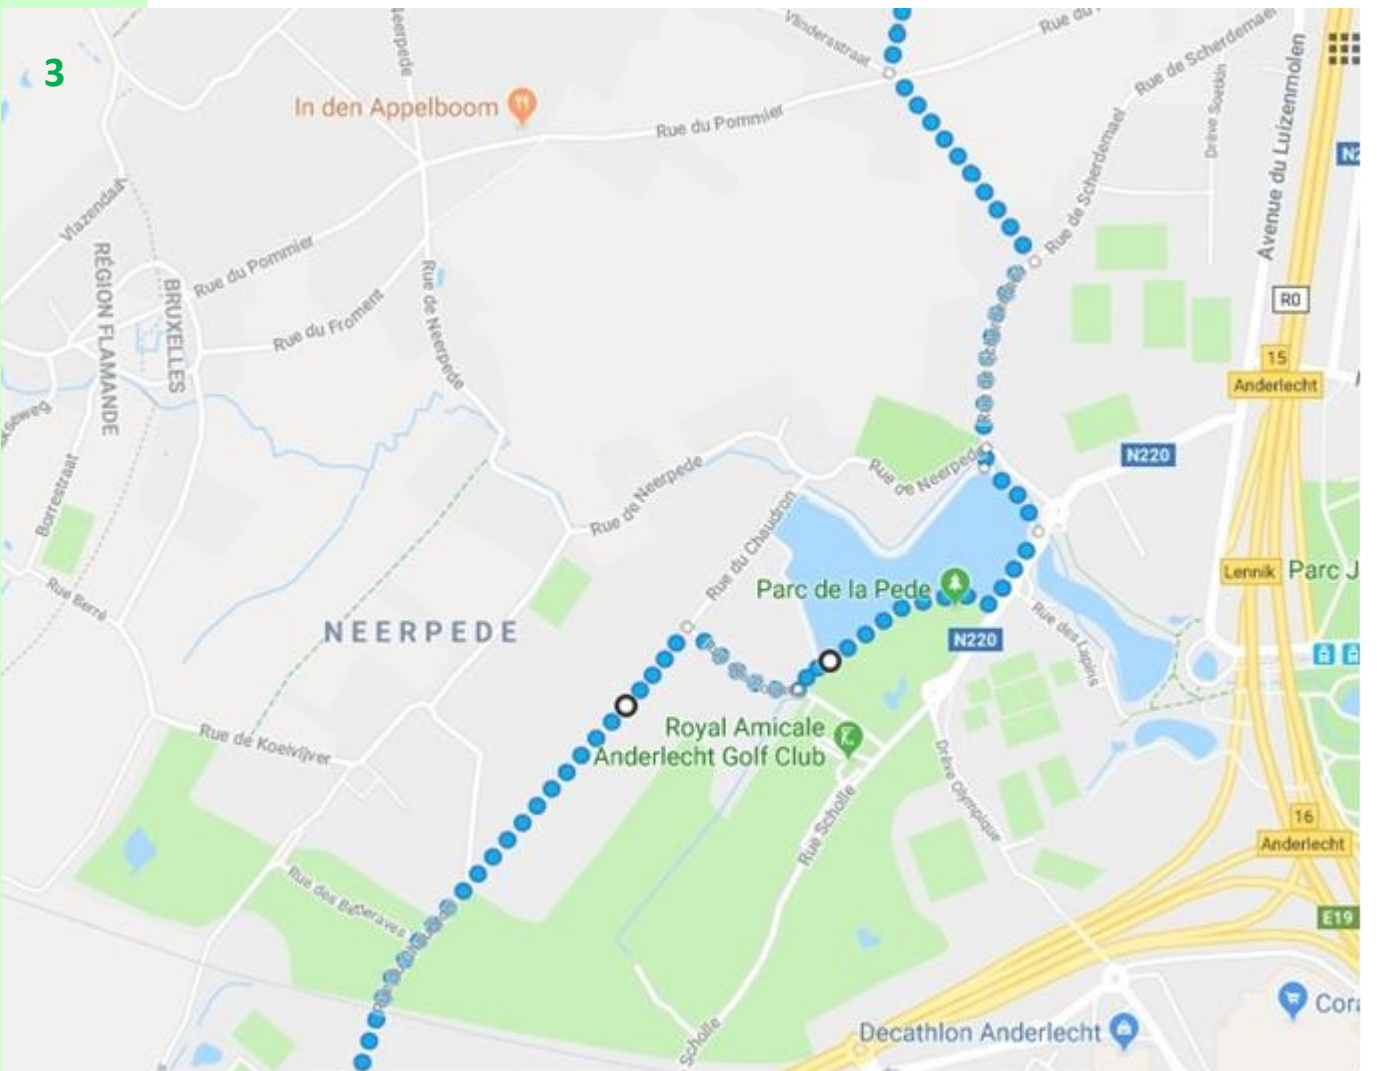 3
Neerpede
Vlindersstraat
Rue du
Rue de Scherdemael
In den Appelboom
Rue du Pommier
Drève Soetkin
Avenue du Luizenmolen
Rue de Scherdemael
Vlazendaal
RÉGION FLAMANDE
BRUXELLES
Rue du Pommier
Rue du Froment
Rue de Neerpede
R0
15
Anderlecht
N220
Borrestraat
Rue de Neerpede
Rue de Neerpede
Rue du Chaudron
Lennik
Parc J
Rue Berré
Parc de la Pede
NEERPEDE
N220
Rue des Lapins
Rue de Koeivijver
Royal Amicale
Anderlecht Golf Club
Drève Olympique
Rue Scholle
16
Anderlecht
Rue des Betteraves
E19
Scholle
Decathlon Anderlecht
Cora